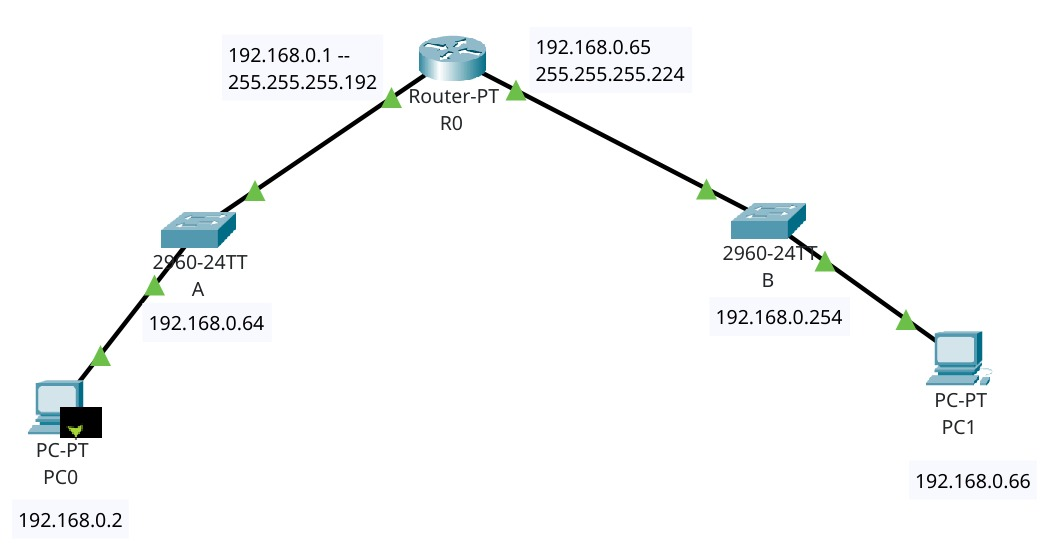 192.168.0.1 --
255.255.255.192
192.168.0.65
255.255.255.224
Router-PT
R0
2960-24TT
A
192.168.0.64
2960-24TT
B
192.168.0.254
PC-PT
PC0
192.168.0.2
PC-PT
PC1
192.168.0.66